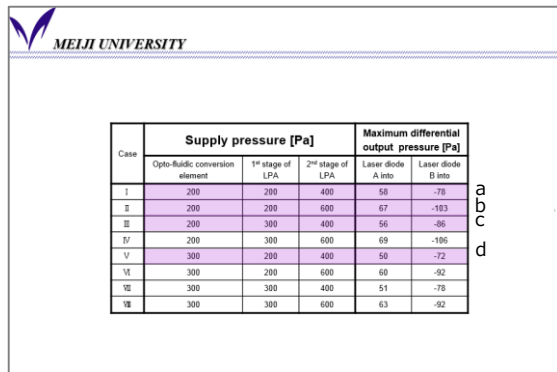 MEIJI UNIVERSITY
Case Supply pressure [Pa] Maximum differential output pressure [Pa]
Opto-fluidic conversion element 1st stage of LPA 2nd stage of LPA Laser diode A into Laser diode B into
Ⅰ 200 200 400 58 -78 a
Ⅱ 200 200 600 67 -103 b
Ⅲ 200 300 400 56 -86 c
Ⅳ 200 300 600 69 -106
Ⅴ 300 200 400 50 -72 d
Ⅵ 300 200 600 60 -92
Ⅶ 300 300 400 51 -78
Ⅷ 300 300 600 63 -92